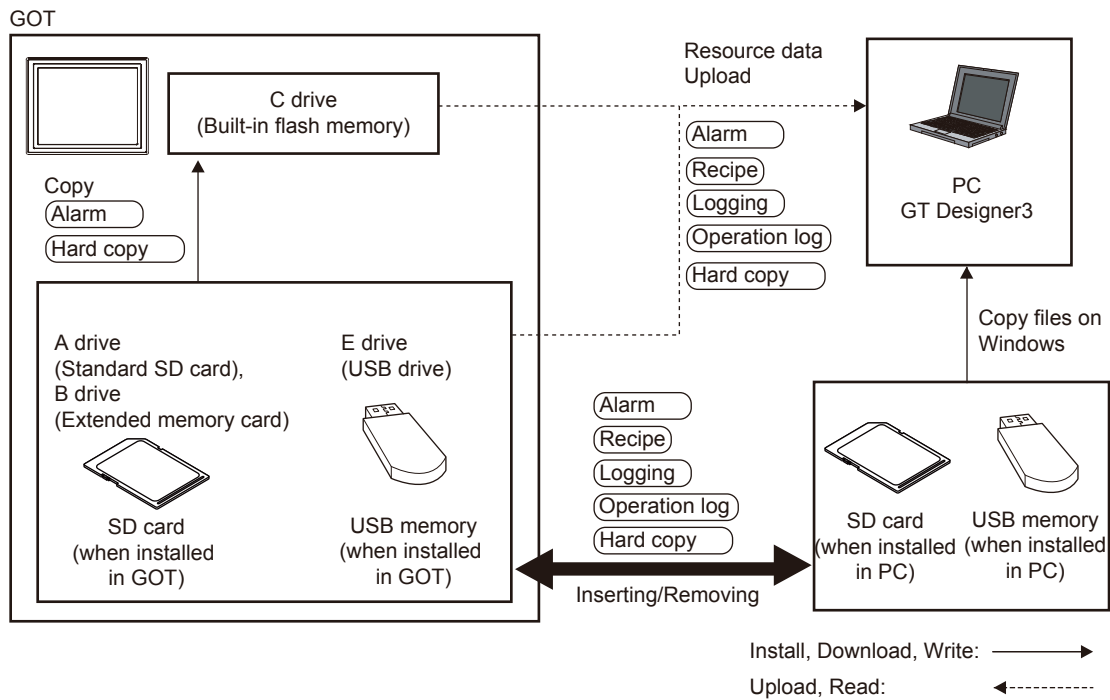 GOT
C drive
(Built-in flash memory)
Copy
Alarm
Hard copy
A drive
(Standard SD card),
B drive
(Extended memory card)
SD card
(when installed
in GOT)
E drive
(USB drive)
USB memory
(when installed
in GOT)
Resource data
Upload
Alarm
Recipe
Logging
Operation log
Hard copy
PC
GT Designer3
Copy files on
Windows
Alarm
Recipe
Logging
Operation log
Hard copy
Inserting/Removing
SD card
(when installed
in PC)
USB memory
(when installed
in PC)
Install, Download, Write:
Upload, Read: